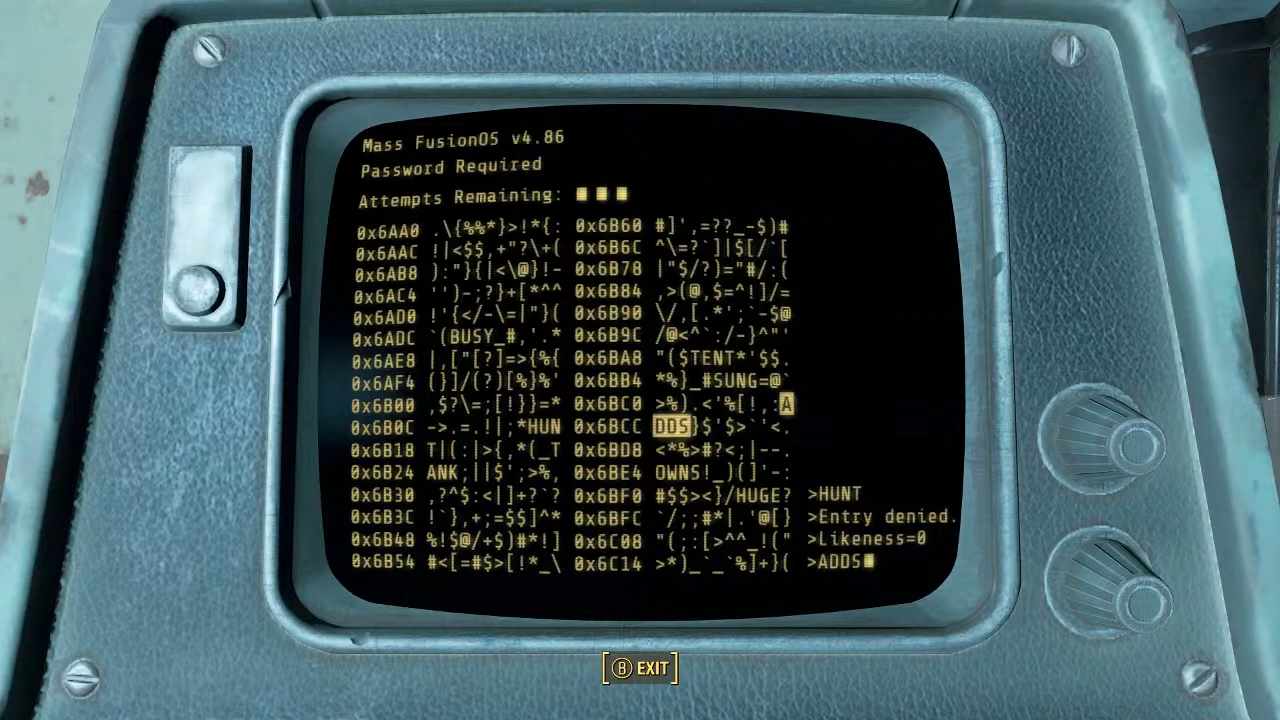 Mass FusionOS v4.86
Password Required
Attempts Remaining: ■ ■ ■
0x6AA0 .\{%%*}>!*{: 0x6B60 #]',=??_-$)#
0x6AAC !|<$$,+"?\+( 0x6B6C ^\=?`]|$[/`[
0x6AB8 ):"}{|<\@}!- 0x6B78 |"$/?)="#/:(
0x6AC4 '')-;?}+[*^^ 0x6B84 ,>(@,$=^!]/=
0x6AD0 !'{</-\=|"}( 0x6B90 \/,[.*';`-$@
0x6ADC `(BUSY_#,'.* 0x6B9C /@<^`:/-}^"'
0x6AE8 |,["[?]=>{%{ 0x6BA8 "($TENT*'$$.
0x6AF4 (}]/(?)[%}%' 0x6BB4 *%}_#SUNG=@`
0x6B00 ,$?\=;[!}}=* 0x6BC0 >%).<'%[!,:A
0x6B0C ->.=.!|;*HUN 0x6BCC DDS}$'$>`'<.
0x6B18 T|(:|>{,*(_T 0x6BD8 <*%>#?<;|--.
0x6B24 ANK;||$';>%, 0x6BE4 OWNS!_)(]'-:
0x6B30 ,?^$:<|]+?`? 0x6BF0 #$$><}/HUGE? >HUNT
0x6B3C !`},+;=$$]^* 0x6BFC `/;;#*|.'@[} >Entry denied.
0x6B48 %!$@/+$)#*!] 0x6C08 "(;:[>^^_!(" >Likeness=0
0x6B54 #<[=#$>[!*_\ 0x6C14 >*)_`_`%]+}( >ADDS■
Ⓑ EXIT